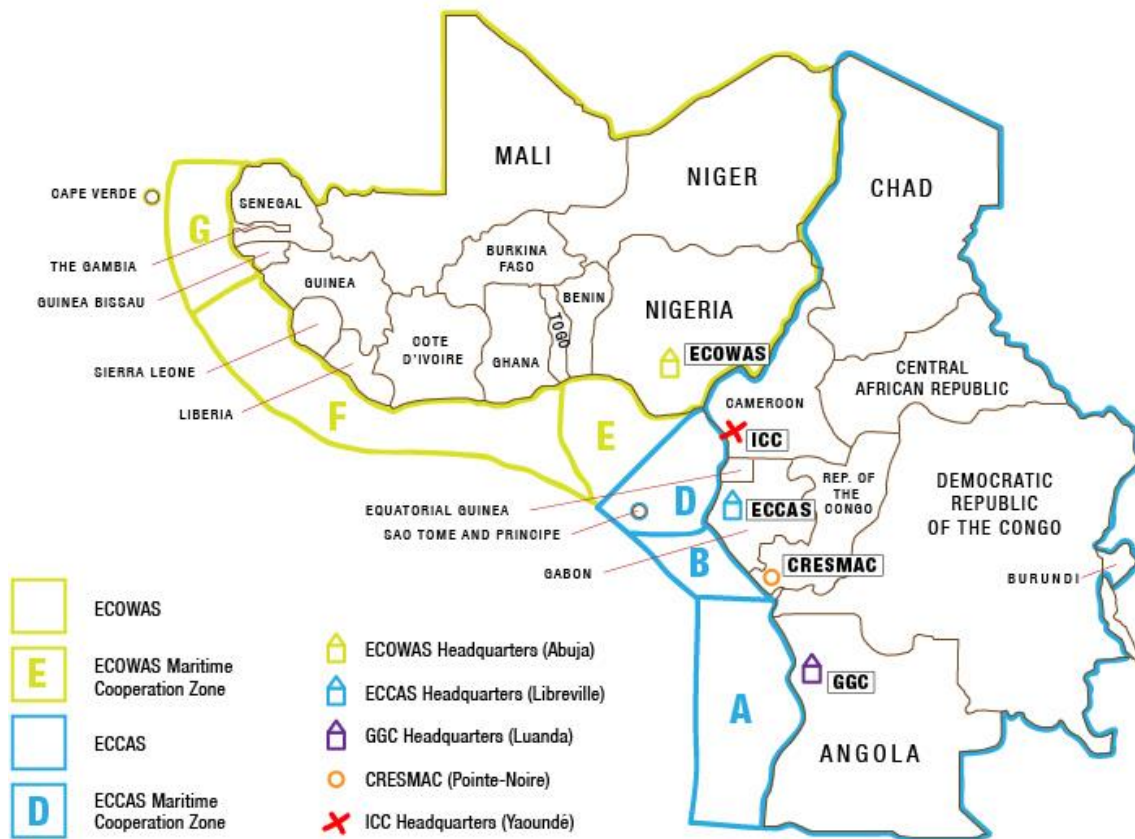 MALI
NIGER
CHAD
CAPE VERDE
SENEGAL
G
THE GAMBIA
GUINEA BISSAU
GUINEA
BURKINA
FASO
BENIN
TOGO
NIGERIA
COTE
D'IVOIRE
GHANA
ECOWAS
SIERRA LEONE
LIBERIA
F
E
CENTRAL
AFRICAN REPUBLIC
CAMEROON
ICC
EQUATORIAL GUINEA
SAO TOME AND PRINCIPE
D
ECCAS
REP. OF
THE
CONGO
DEMOCRATIC
REPUBLIC
OF THE CONGO
GABON
B
CRESMAC
BURUNDI
A
GGC
ANGOLA
ECOWAS
E
ECOWAS Maritime
Cooperation Zone
ECCAS
D
ECCAS Maritime
Cooperation Zone
ECOWAS Headquarters (Abuja)
ECCAS Headquarters (Libreville)
GGC Headquarters (Luanda)
CRESMAC (Pointe-Noire)
ICC Headquarters (Yaoundé)